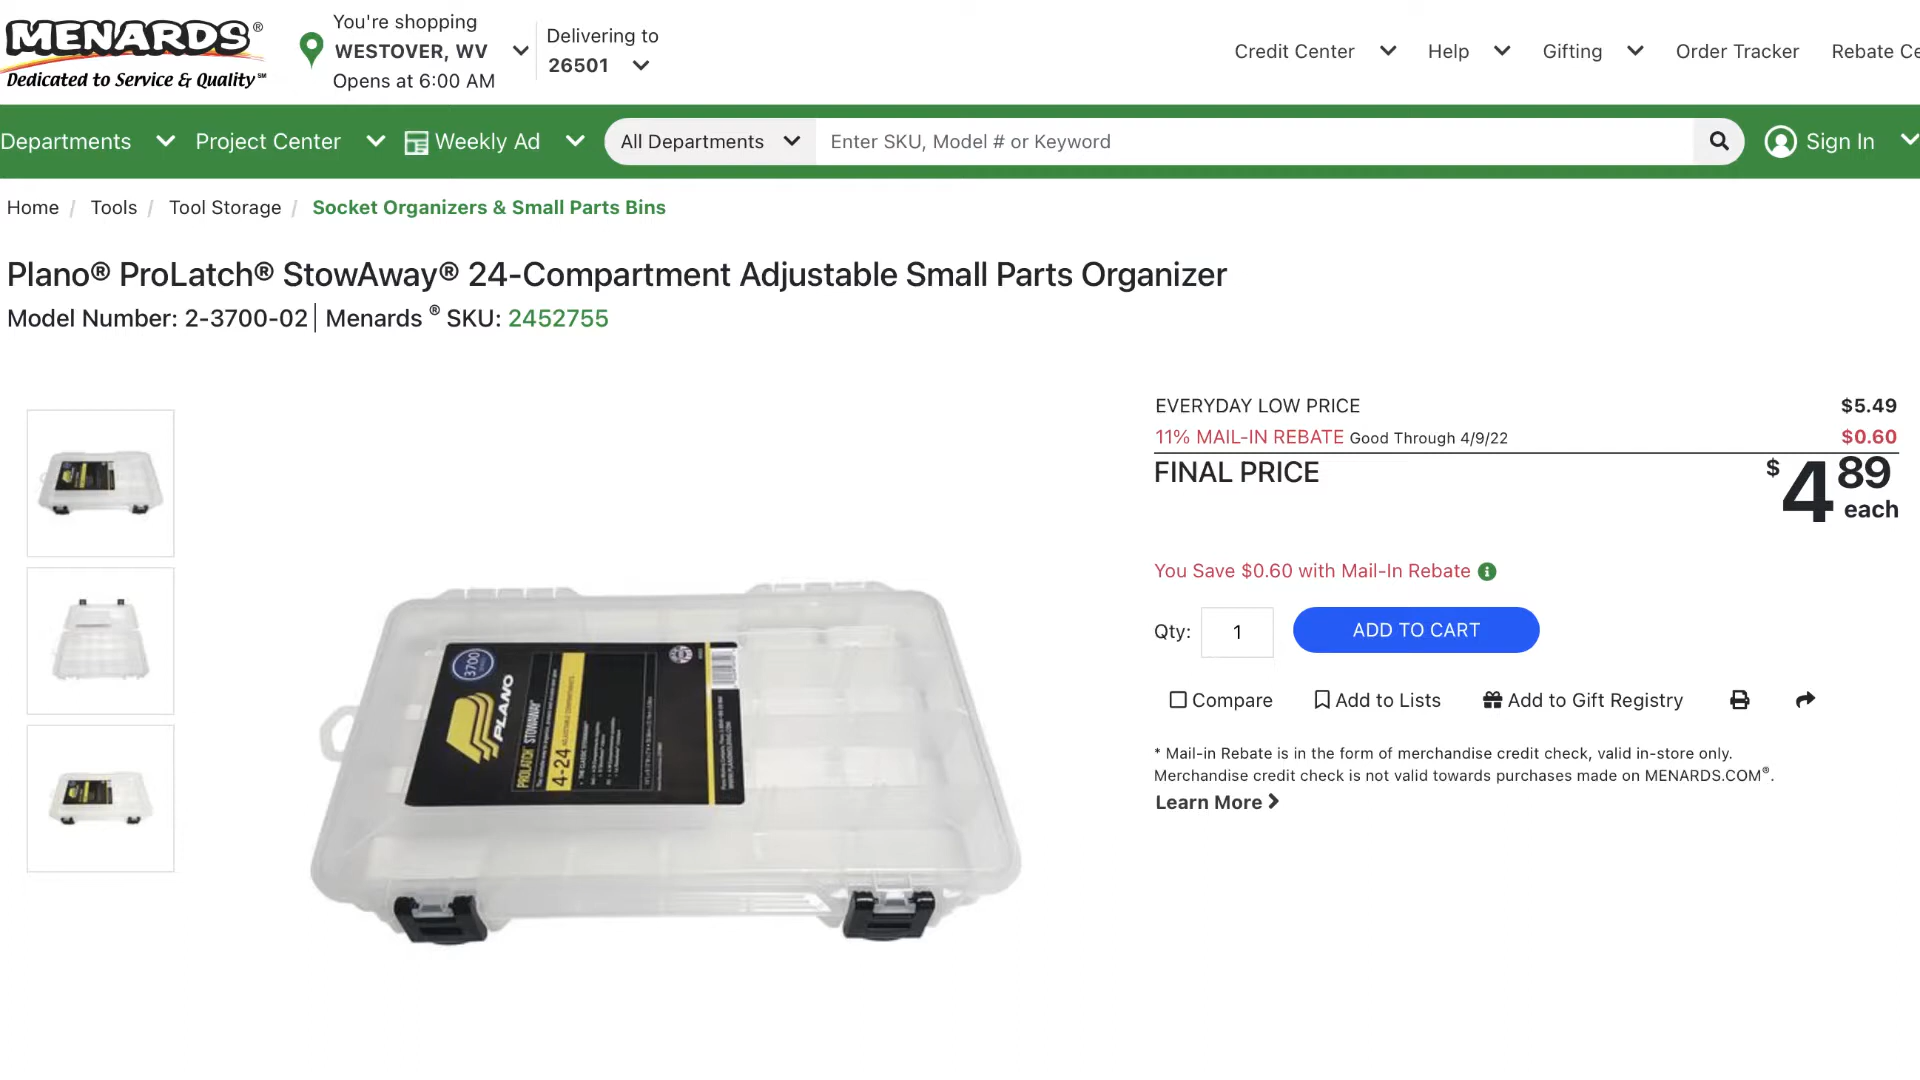 MENARDS®
Dedicated to Service & Quality℠
You're shopping
WESTOVER, WV
Opens at 6:00 AM
Delivering to
26501
Credit Center
Help
Gifting
Order Tracker
Rebate Ce
Departments
Project Center
Weekly Ad
All Departments
Enter SKU, Model # or Keyword
Sign In
Home / Tools / Tool Storage / Socket Organizers & Small Parts Bins
Plano® ProLatch® StowAway® 24-Compartment Adjustable Small Parts Organizer
Model Number: 2-3700-02 | Menards ® SKU: 2452755
EVERYDAY LOW PRICE $5.49
11% MAIL-IN REBATE Good Through 4/9/22 $0.60
FINAL PRICE $4 89 each
You Save $0.60 with Mail-In Rebate
Qty: 1 ADD TO CART
Compare Add to Lists Add to Gift Registry
* Mail-in Rebate is in the form of merchandise credit check, valid in-store only.
Merchandise credit check is not valid towards purchases made on MENARDS.COM®.
Learn More
3700
PLANO
PROLATCH STOWAWAY
4-24 ADJUSTABLE COMPARTMENTS